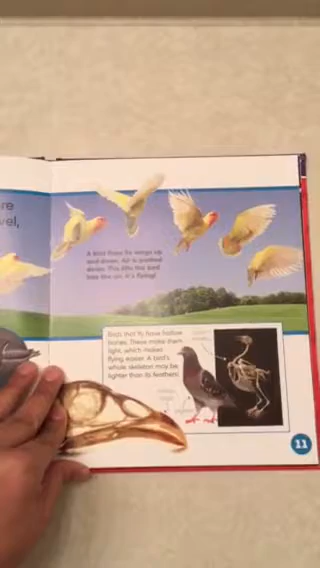 re
vel,
A bird flaps its wings up
and down. Air is pushed
down. This lifts the bird
into the air. It's flying!
Birds that fly have hollow
bones. These make them
light, which makes
flying easier. A bird's
whole skeleton may be
lighter than its feathers!
11